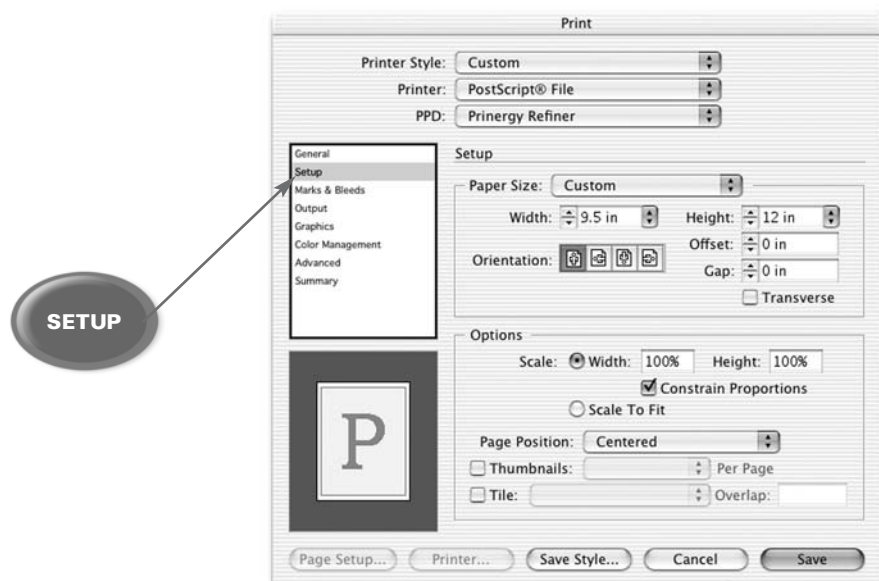 Print
Printer Style: Custom
Printer: PostScript® File
PPD: Prinergy Refiner
General
Setup
Marks & Bleeds
Output
Graphics
Color Management
Advanced
Summary
SETUP
P
Setup
Paper Size: Custom
Width: 9.5 in Height: 12 in
Orientation: Offset: 0 in
Gap: 0 in
Transverse
Options
Scale: Width: 100% Height: 100%
Constrain Proportions
Scale To Fit
Page Position: Centered
Thumbnails: Per Page
Tile: Overlap:
Page Setup... Printer... Save Style... Cancel Save